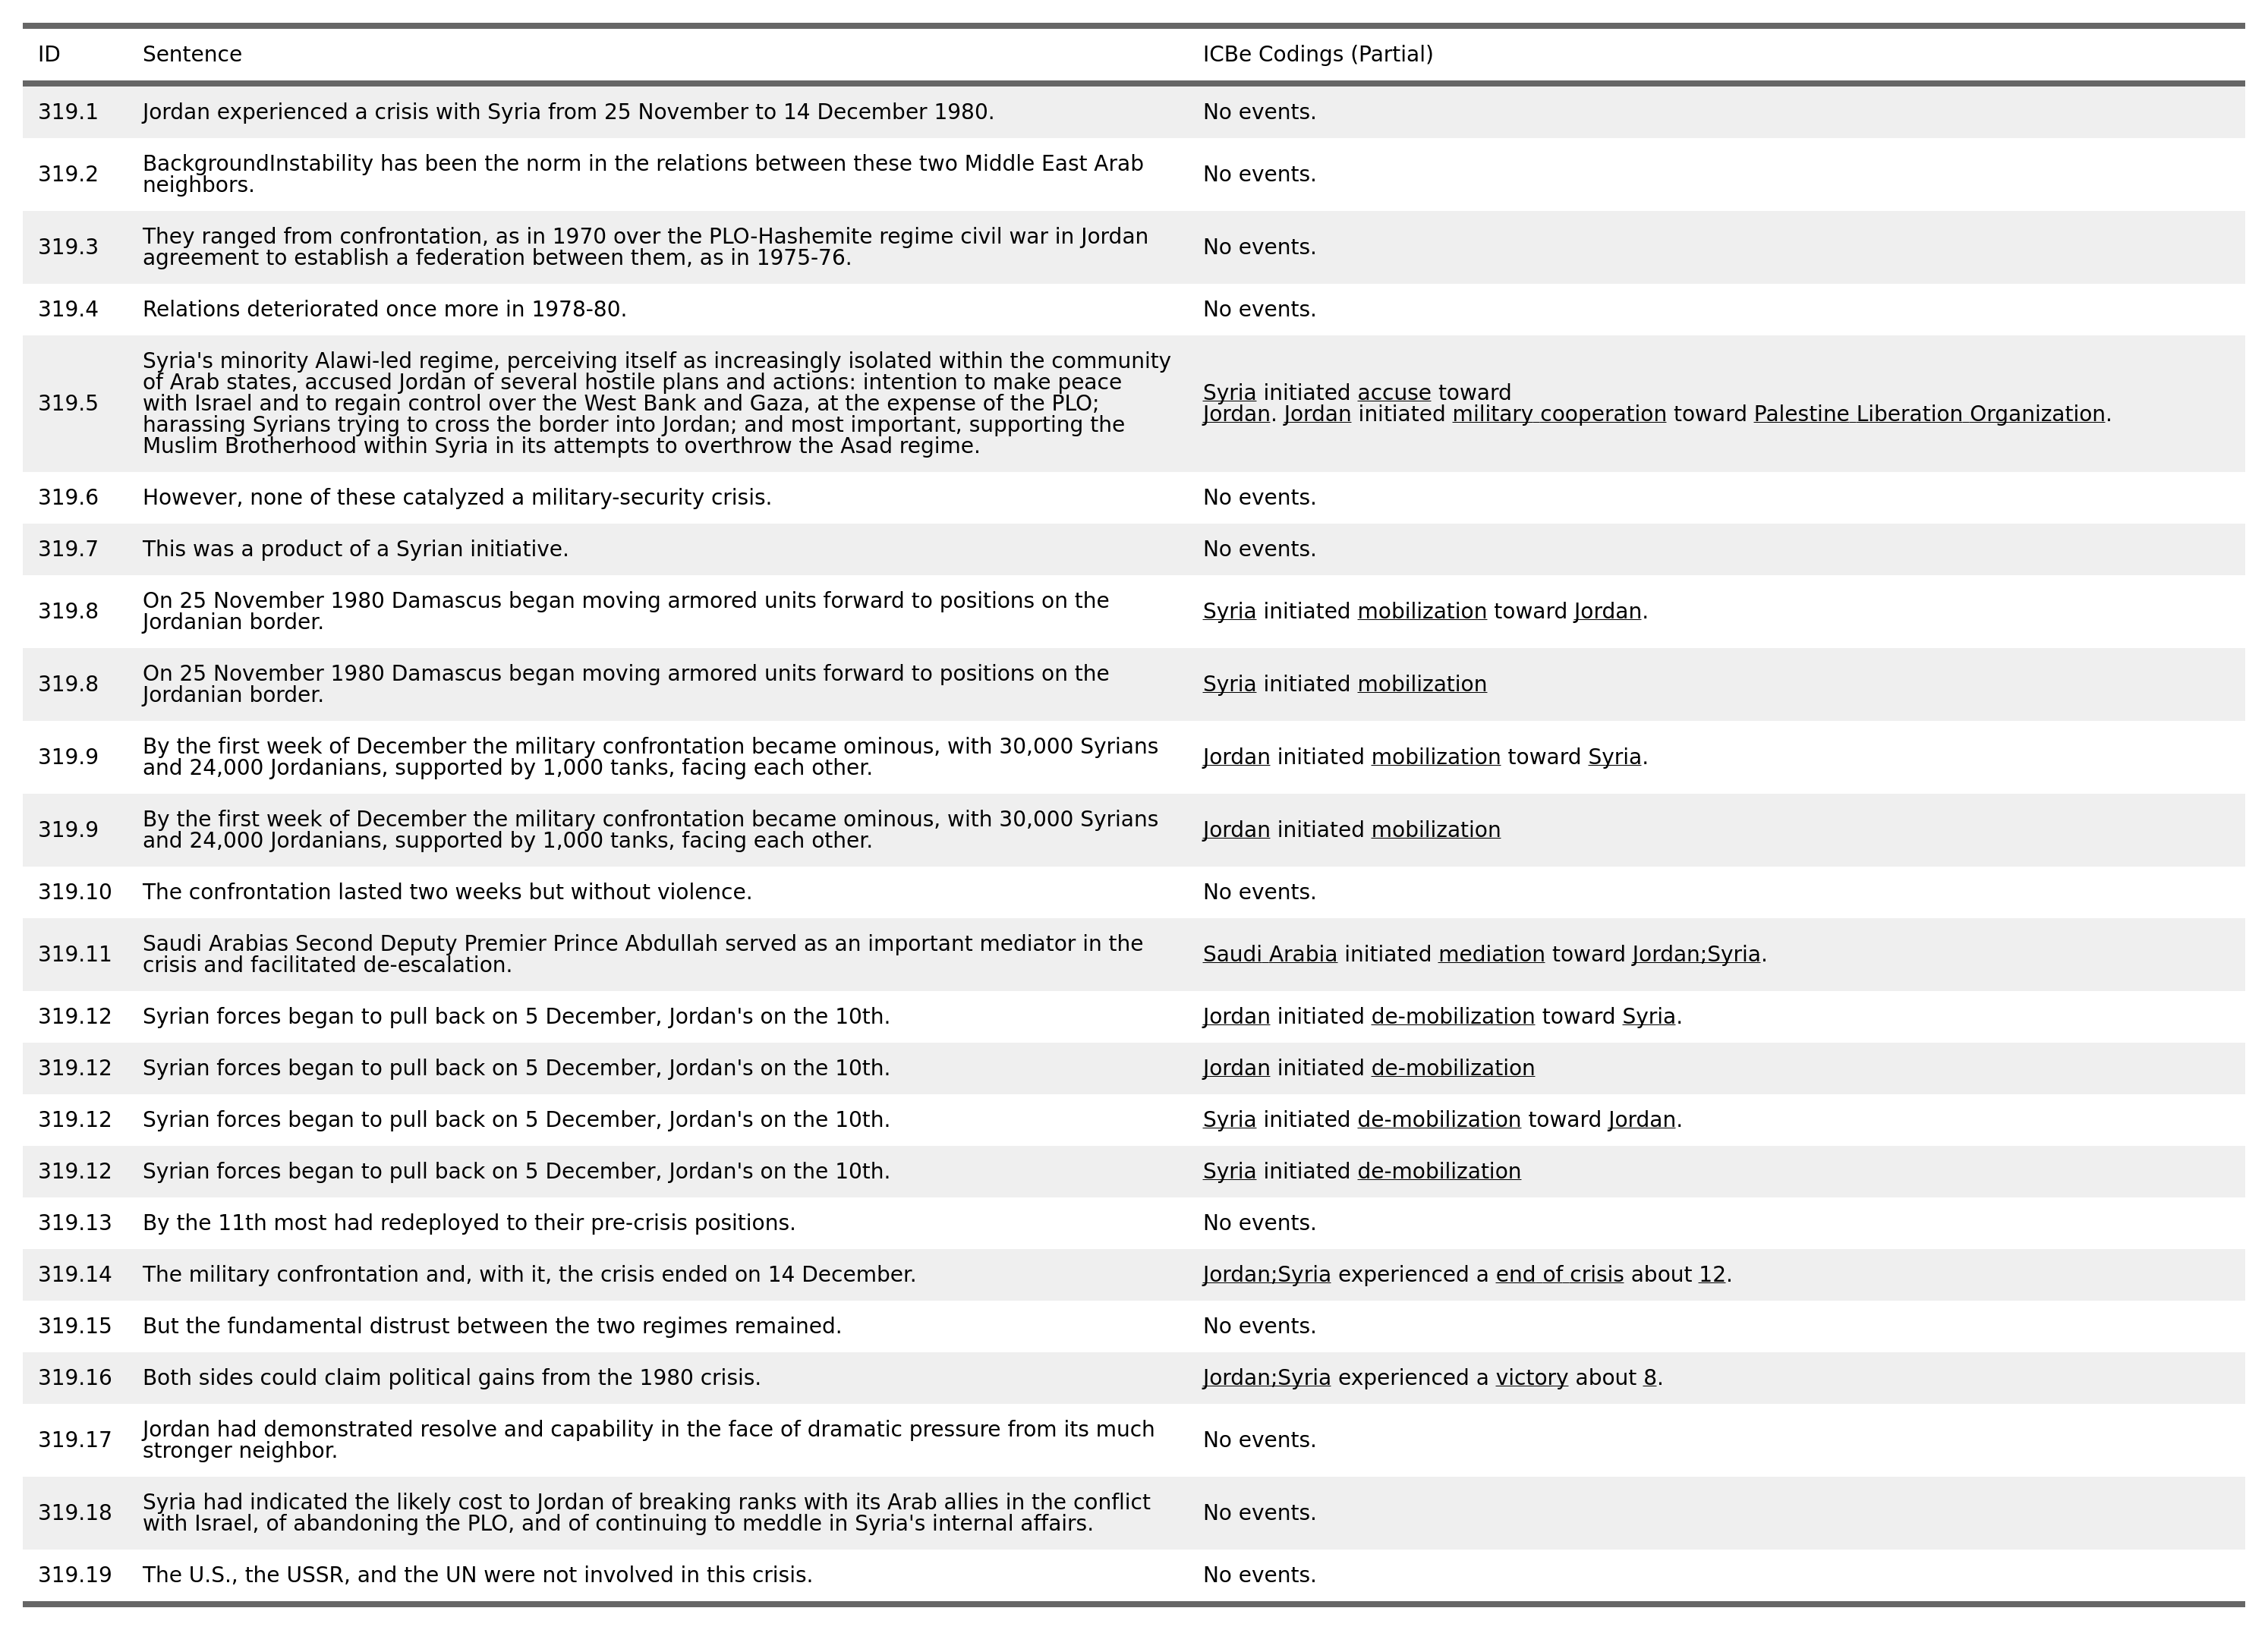 ID Sentence ICBe Codings (Partial)
319.1 Jordan experienced a crisis with Syria from 25 November to 14 December 1980. No events.
319.2 BackgroundInstability has been the norm in the relations between these two Middle East Arab
neighbors. No events.
319.3 They ranged from confrontation, as in 1970 over the PLO-Hashemite regime civil war in Jordan
agreement to establish a federation between them, as in 1975-76. No events.
319.4 Relations deteriorated once more in 1978-80. No events.
319.5 Syria's minority Alawi-led regime, perceiving itself as increasingly isolated within the community
of Arab states, accused Jordan of several hostile plans and actions: intention to make peace
with Israel and to regain control over the West Bank and Gaza, at the expense of the PLO;
harassing Syrians trying to cross the border into Jordan; and most important, supporting the
Muslim Brotherhood within Syria in its attempts to overthrow the Asad regime.
Syria initiated accuse toward
Jordan. Jordan initiated military cooperation toward Palestine Liberation Organization.
319.6 However, none of these catalyzed a military-security crisis. No events.
319.7 This was a product of a Syrian initiative. No events.
319.8 On 25 November 1980 Damascus began moving armored units forward to positions on the
Jordanian border. Syria initiated mobilization toward Jordan.
319.8 On 25 November 1980 Damascus began moving armored units forward to positions on the
Jordanian border. Syria initiated mobilization
319.9 By the first week of December the military confrontation became ominous, with 30,000 Syrians
and 24,000 Jordanians, supported by 1,000 tanks, facing each other. Jordan initiated mobilization toward Syria.
319.9 By the first week of December the military confrontation became ominous, with 30,000 Syrians
and 24,000 Jordanians, supported by 1,000 tanks, facing each other. Jordan initiated mobilization
319.10 The confrontation lasted two weeks but without violence. No events.
319.11 Saudi Arabias Second Deputy Premier Prince Abdullah served as an important mediator in the
crisis and facilitated de-escalation. Saudi Arabia initiated mediation toward Jordan;Syria.
319.12 Syrian forces began to pull back on 5 December, Jordan's on the 10th. Jordan initiated de-mobilization toward Syria.
319.12 Syrian forces began to pull back on 5 December, Jordan's on the 10th. Jordan initiated de-mobilization
319.12 Syrian forces began to pull back on 5 December, Jordan's on the 10th. Syria initiated de-mobilization toward Jordan.
319.12 Syrian forces began to pull back on 5 December, Jordan's on the 10th. Syria initiated de-mobilization
319.13 By the 11th most had redeployed to their pre-crisis positions. No events.
319.14 The military confrontation and, with it, the crisis ended on 14 December. Jordan;Syria experienced a end of crisis about 12.
319.15 But the fundamental distrust between the two regimes remained. No events.
319.16 Both sides could claim political gains from the 1980 crisis. Jordan;Syria experienced a victory about 8.
319.17 Jordan had demonstrated resolve and capability in the face of dramatic pressure from its much
stronger neighbor. No events.
319.18 Syria had indicated the likely cost to Jordan of breaking ranks with its Arab allies in the conflict
with Israel, of abandoning the PLO, and of continuing to meddle in Syria's internal affairs. No events.
319.19 The U.S., the USSR, and the UN were not involved in this crisis. No events.